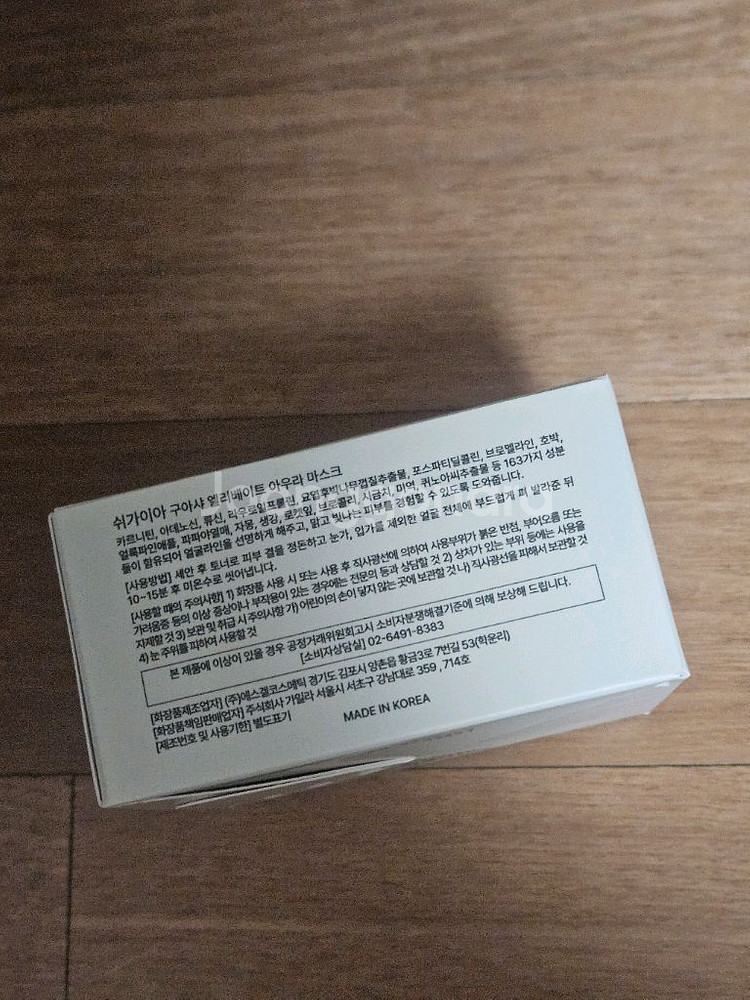 쉬가이아 구아샤 엘리베이트 아우라 마스크
카르니틴, 아데노신, 류신, 라우로일프롤린, 요힘후벚나무껍질추출물, 포스파티딜콜린, 브로멜라인, 호박,
얼룩파인애플, 파파야열매, 자몽, 생강, 로켓잎, 브로콜리, 시금치, 미역, 퀴노아씨추출물 등 163가지 성분
들이 함유되어 얼굴라인을 선명하게 해주고, 맑고 빛나는 피부를 경험할 수 있도록 도와줍니다.
[사용방법] 세안 후 토너로 피부 결을 정돈하고 눈가, 입가를 제외한 얼굴 전체에 부드럽게 펴 발라준 뒤
10~15분 후 미온수로 씻어냅니다.
[사용할 때의 주의사항] 1) 화장품 사용 시 또는 사용 후 직사광선에 의하여 사용부위가 붉은 반점, 부어오름 또는
가려움증 등의 이상 증상이나 부작용이 있는 경우에는 전문의 등과 상담할 것 2) 상처가 있는 부위 등에는 사용을
자제할 것 3) 보관 및 취급 시 주의사항 가) 어린이의 손이 닿지 않는 곳에 보관할 것 나) 직사광선을 피해서 보관할 것
4) 눈 주위를 피하여 사용할 것
본 제품에 이상이 있을 경우 공정거래위원회고시 소비자분쟁해결기준에 의해 보상해 드립니다.
[소비자상담실] 02-6491-8383
[화장품제조업자] (주)에스겔코스메틱 경기도 김포시 양촌읍 황금3로 7번길 53(학운리)
[화장품책임판매업자] 주식회사 가일라 서울시 서초구 강남대로 359 , 714호
[제조번호 및 사용기한] 별도표기
MADE IN KOREA